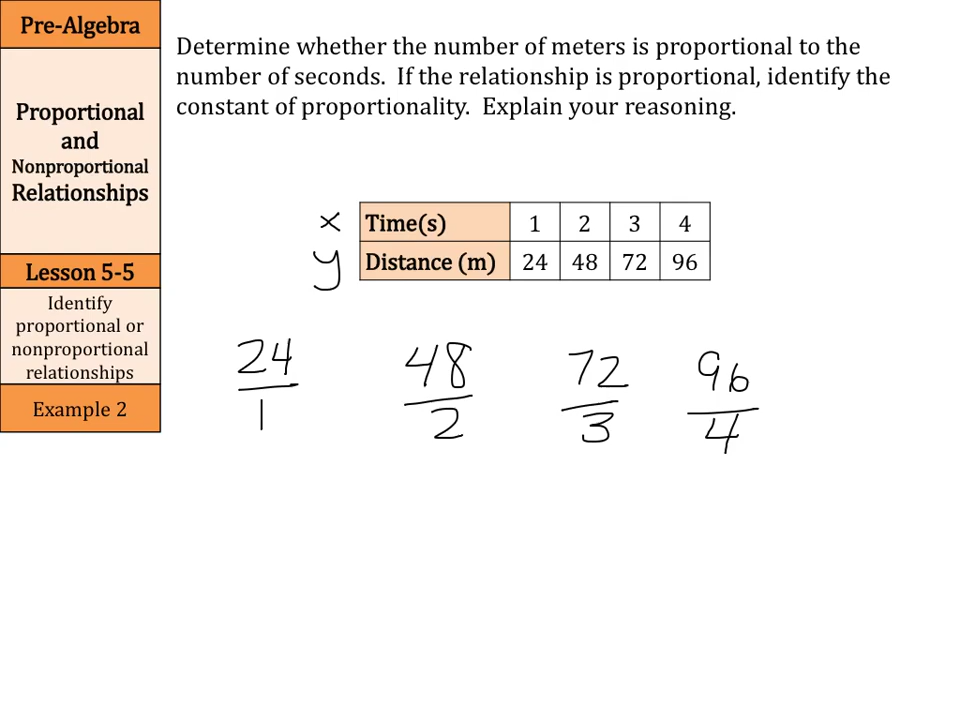 Pre-Algebra
Proportional
and
Nonproportional
Relationships
Lesson 5-5
Identify
proportional or
nonproportional
relationships
Example 2
Determine whether the number of meters is proportional to the
number of seconds.  If the relationship is proportional, identify the
constant of proportionality.  Explain your reasoning.
x Time(s) 1 2 3 4
y Distance (m) 24 48 72 96
24 48 72 96
1 2 3 4